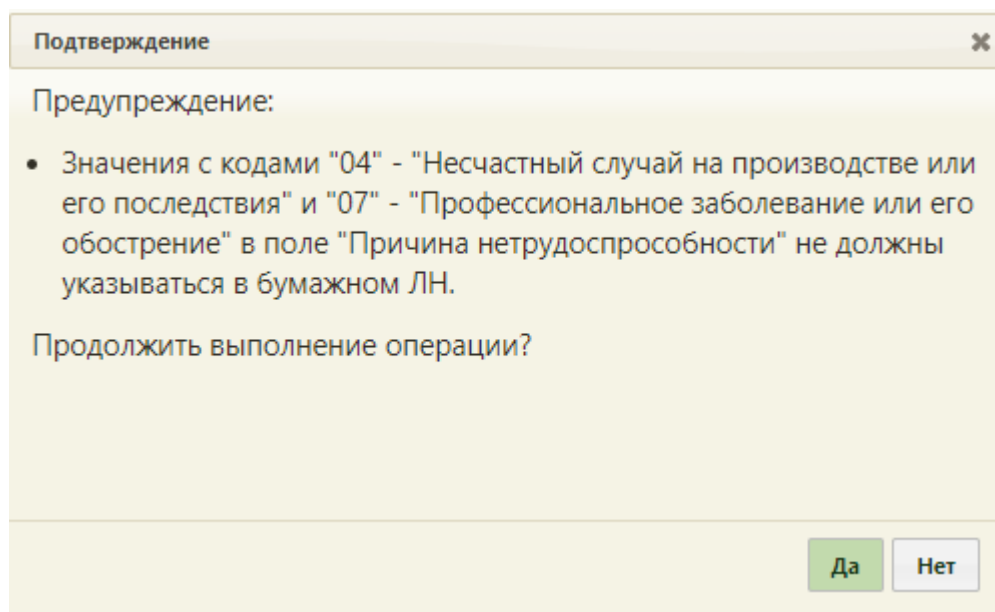 Подтверждение
Предупреждение:
• Значения с кодами "04" - "Несчастный случай на производстве или
его последствия" и "07" - "Профессиональное заболевание или его
обострение" в поле "Причина нетрудоспрособности" не должны
указываться в бумажном ЛН.
Продолжить выполнение операции?
Да Нет